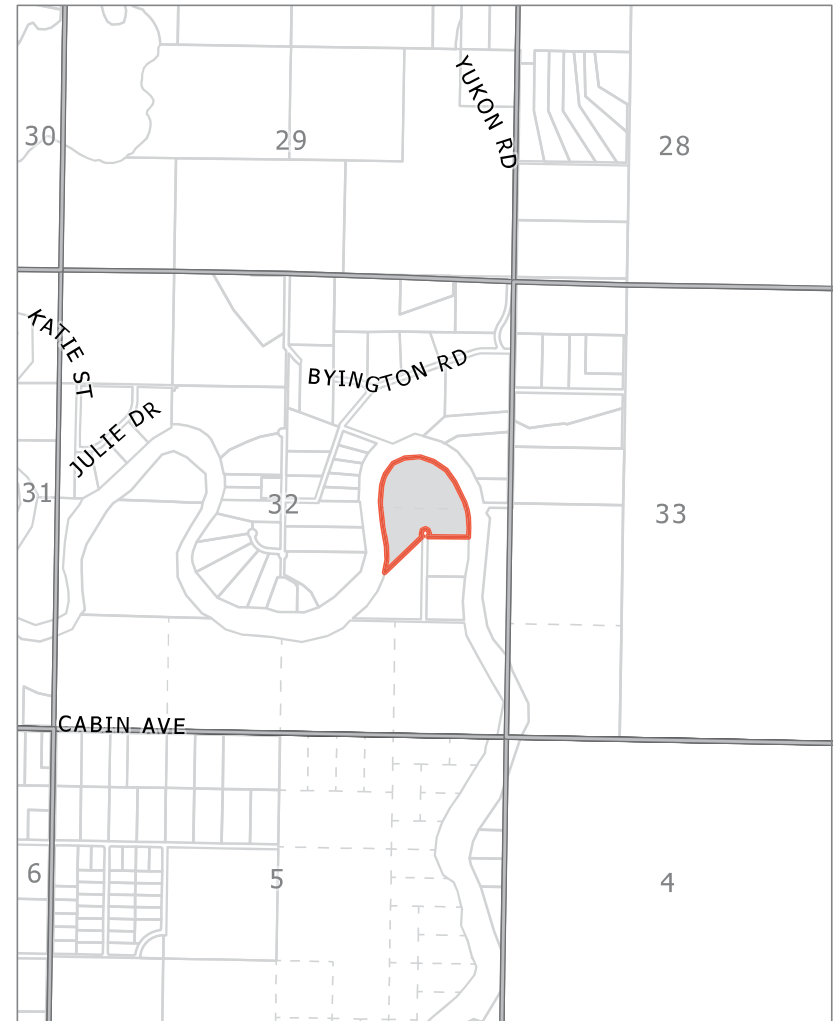 YUKON RD
30
29
28
KATIE ST
BYINGTON RD
JULIE DR
31
32
33
CABIN AVE
6
5
4